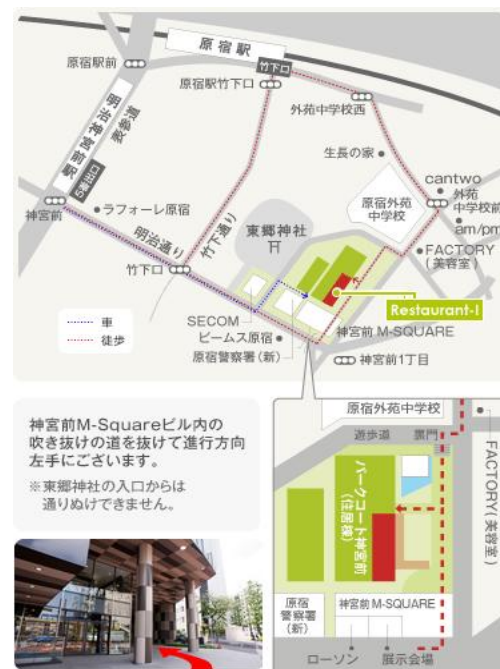 原宿駅
竹下口
原宿駅前
原宿駅竹下口
外苑中学校西
明治神宮前駅
表参道
5番出口
生長の家
cantwo
外苑
中学校前
神宮前
ラフォーレ原宿
原宿外苑
中学校
am/pm
明治通り
竹下通り
東郷神社
FACTORY
(美容室)
竹下口
Restaurant-I
車
徒歩
SECOM
ビームス原宿
原宿警察署(新)
神宮前 M-SQUARE
神宮前1丁目
神宮前M-Squareビル内の
吹き抜けの道を抜けて進行方向
左手にございます。
※東郷神社の入口からは
通りぬけできません。
原宿外苑中学校
遊歩道
黒門
FACTORY(美容室)
パークコート神宮前
(住居棟)
原宿
警察署
(新)
神宮前 M-SQUARE
ローソン
展示会場